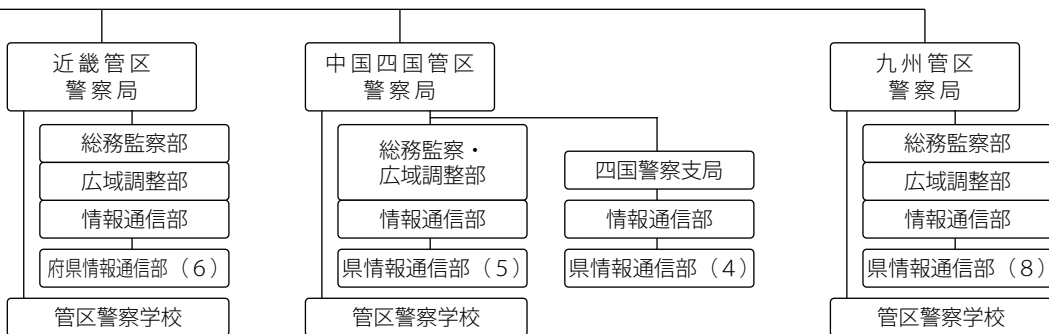 近畿管区
警察局
総務監察部
広域調整部
情報通信部
府県情報通信部(6)
管区警察学校
中国四国管区
警察局
総務監察・
広域調整部
情報通信部
県情報通信部(5)
管区警察学校
四国警察支局
情報通信部
県情報通信部(4)
九州管区
警察局
総務監察部
広域調整部
情報通信部
県情報通信部(8)
管区警察学校